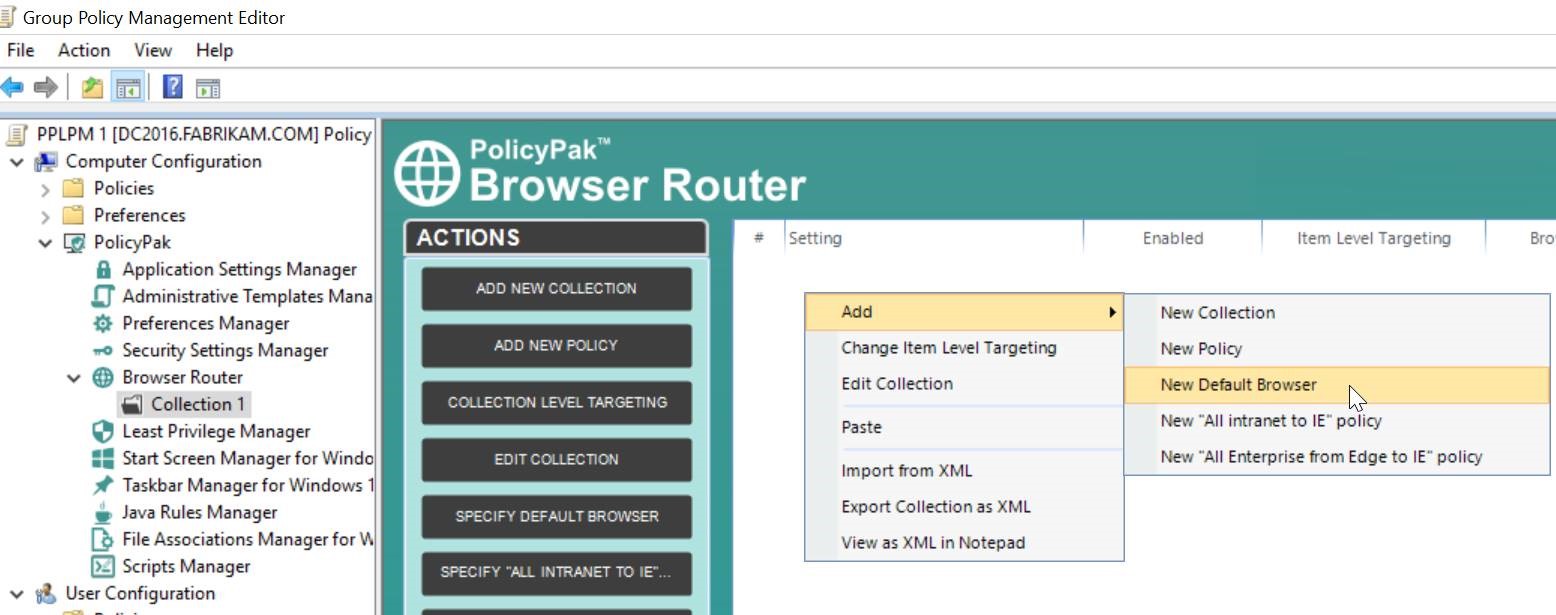 Group Policy Management Editor
File Action View Help
PPLPM 1 [DC2016.FABRIKAM.COM] Policy
Computer Configuration
Policies
Preferences
PolicyPak
Application Settings Manager
Administrative Templates Mana
Preferences Manager
Security Settings Manager
Browser Router
Collection 1
Least Privilege Manager
Start Screen Manager for Windo
Taskbar Manager for Windows 1
Java Rules Manager
File Associations Manager for W
Scripts Manager
User Configuration
PolicyPak™
Browser Router
ACTIONS
ADD NEW COLLECTION
ADD NEW POLICY
COLLECTION LEVEL TARGETING
EDIT COLLECTION
SPECIFY DEFAULT BROWSER
SPECIFY "ALL INTRANET TO IE"...
# Setting Enabled Item Level Targeting Bro
Add
Change Item Level Targeting
Edit Collection
Paste
Import from XML
Export Collection as XML
View as XML in Notepad
New Collection
New Policy
New Default Browser
New "All intranet to IE" policy
New "All Enterprise from Edge to IE" policy